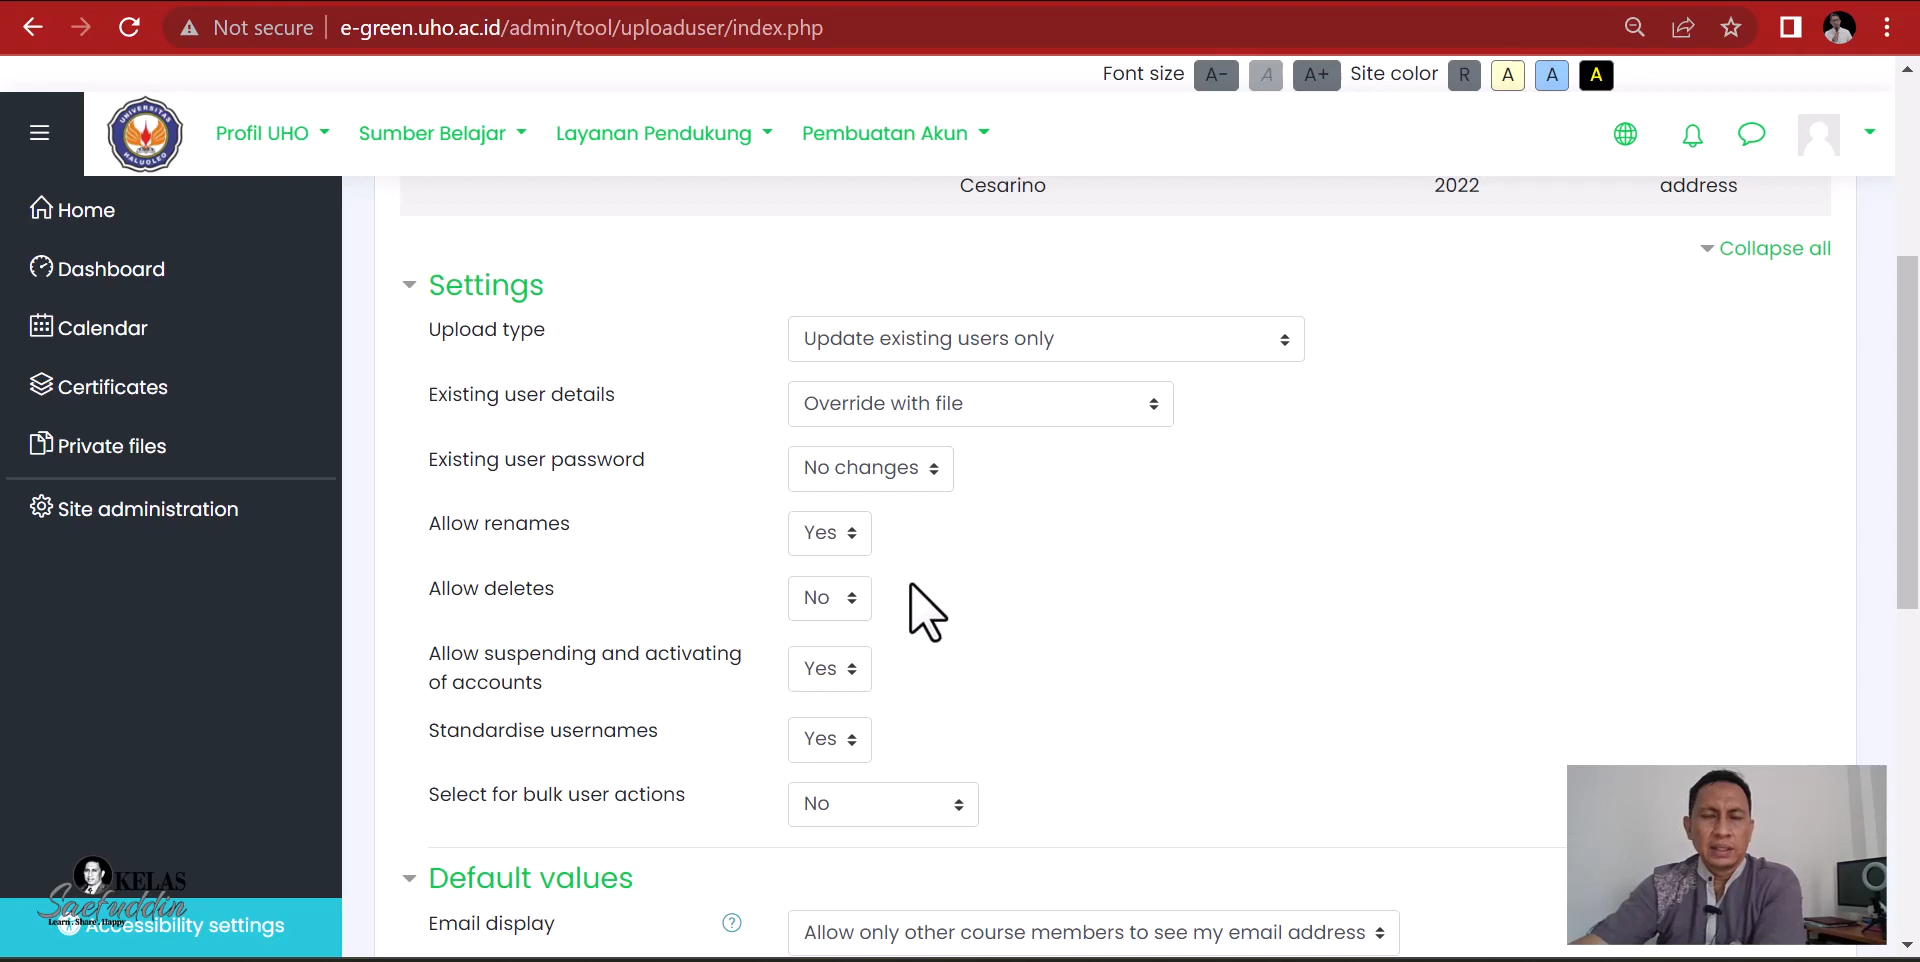 Not secure
e-green.uho.ac.id/admin/tool/uploaduser/index.php
Font size A- A A+ Site color R A A A
UNIVERSITAS HALUOLEO
Profil UHO Sumber Belajar Layanan Pendukung Pembuatan Akun
Home
Dashboard
Calendar
Certificates
Private files
Site administration
Cesarino 2022 address
Collapse all
Settings
Upload type Update existing users only
Existing user details Override with file
Existing user password No changes
Allow renames Yes
Allow deletes No
Allow suspending and activating
of accounts Yes
Standardise usernames Yes
Select for bulk user actions No
Default values
Email display ? Allow only other course members to see my email address
KELAS
Saefuddin
Learn. Share. Happy
Accessibility settings